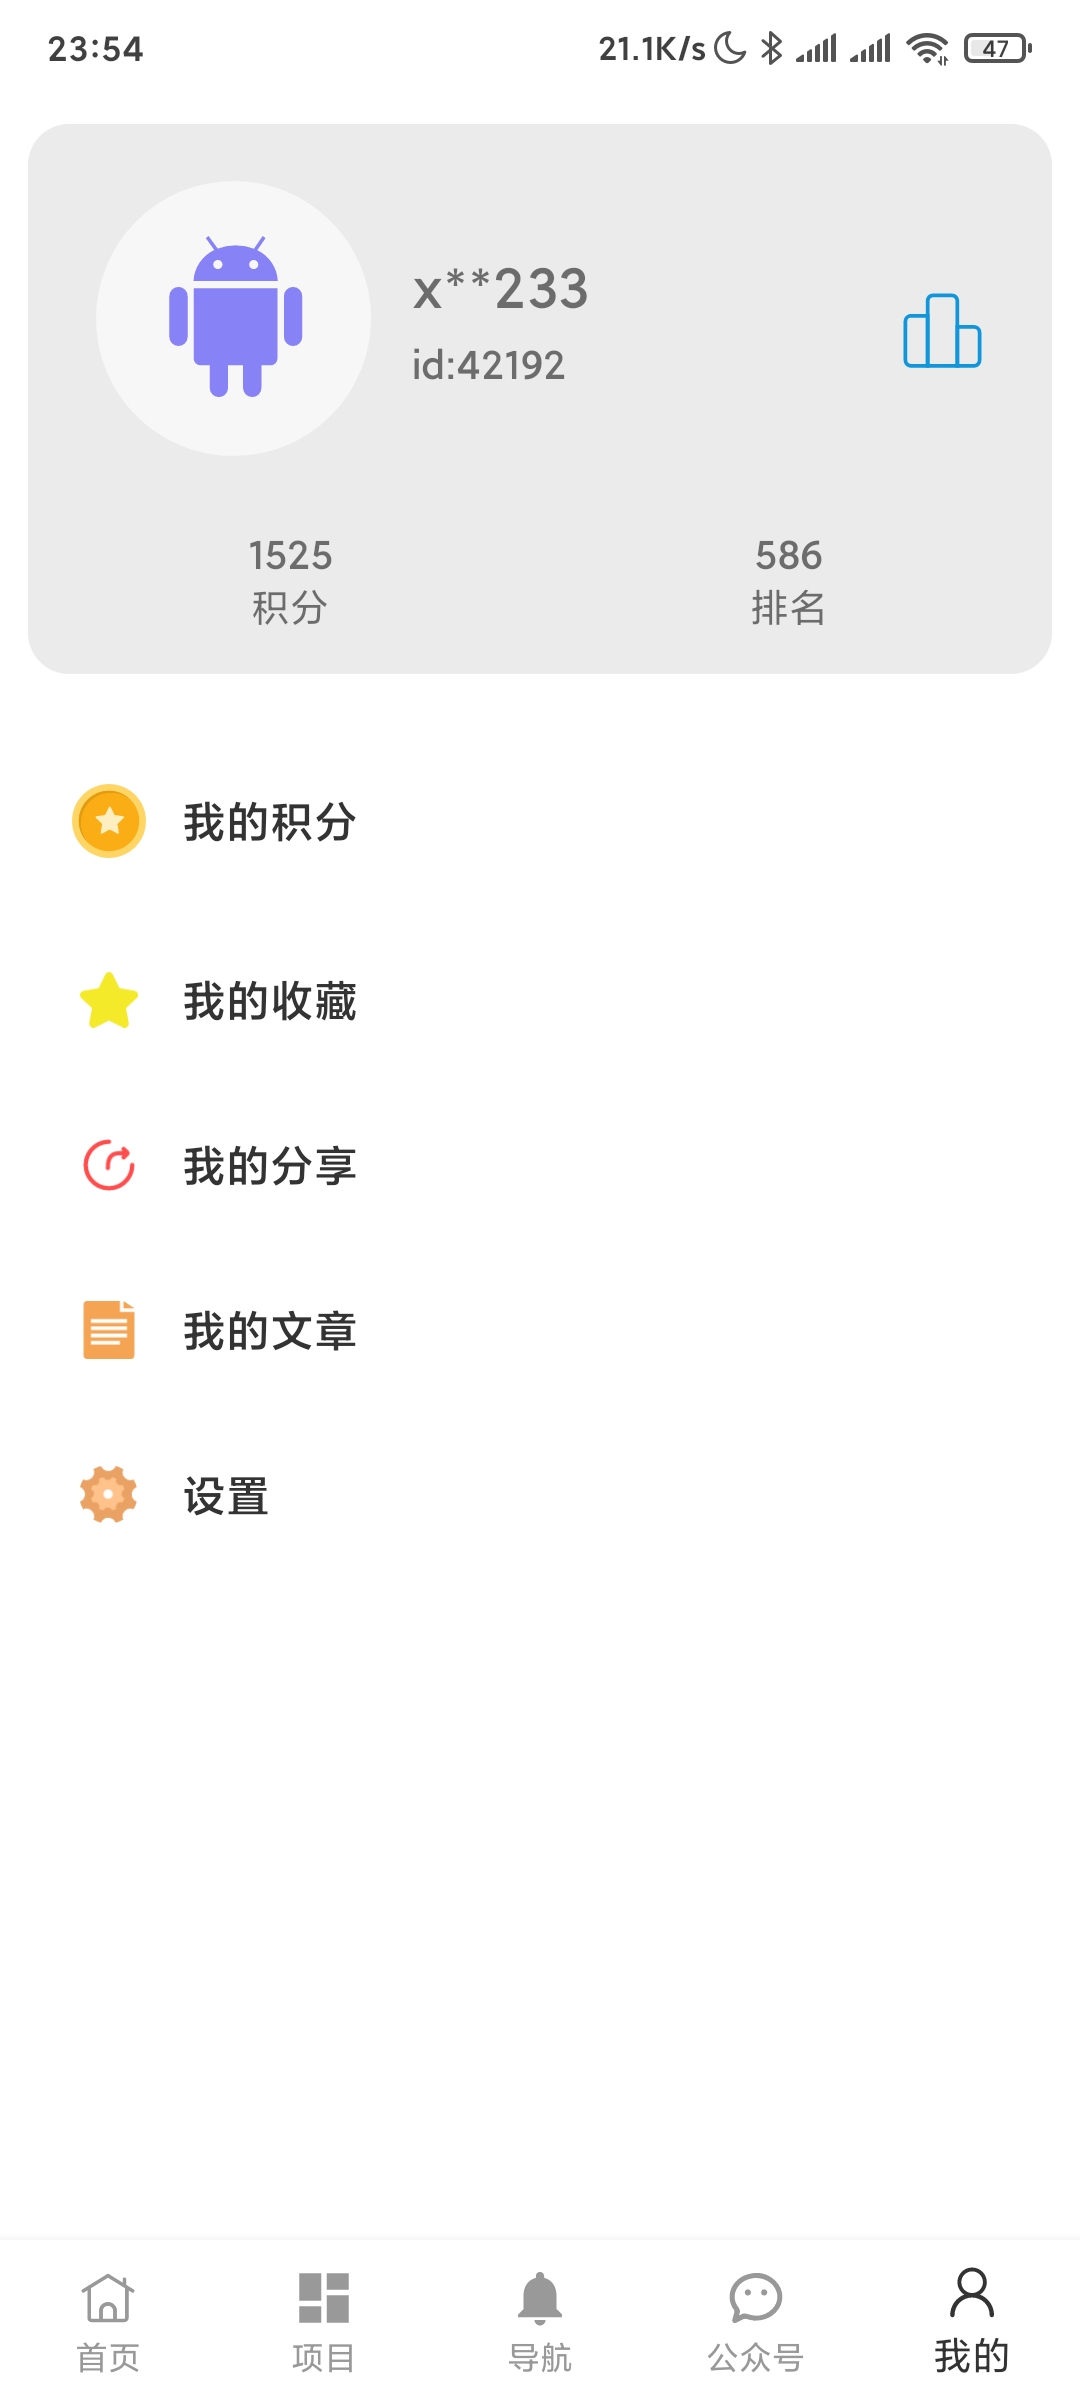 23:54
21.1K/s
47
x**233
id:42192
1525
积分
586
排名
我的积分
我的收藏
我的分享
我的文章
设置
首页
项目
导航
公众号
我的